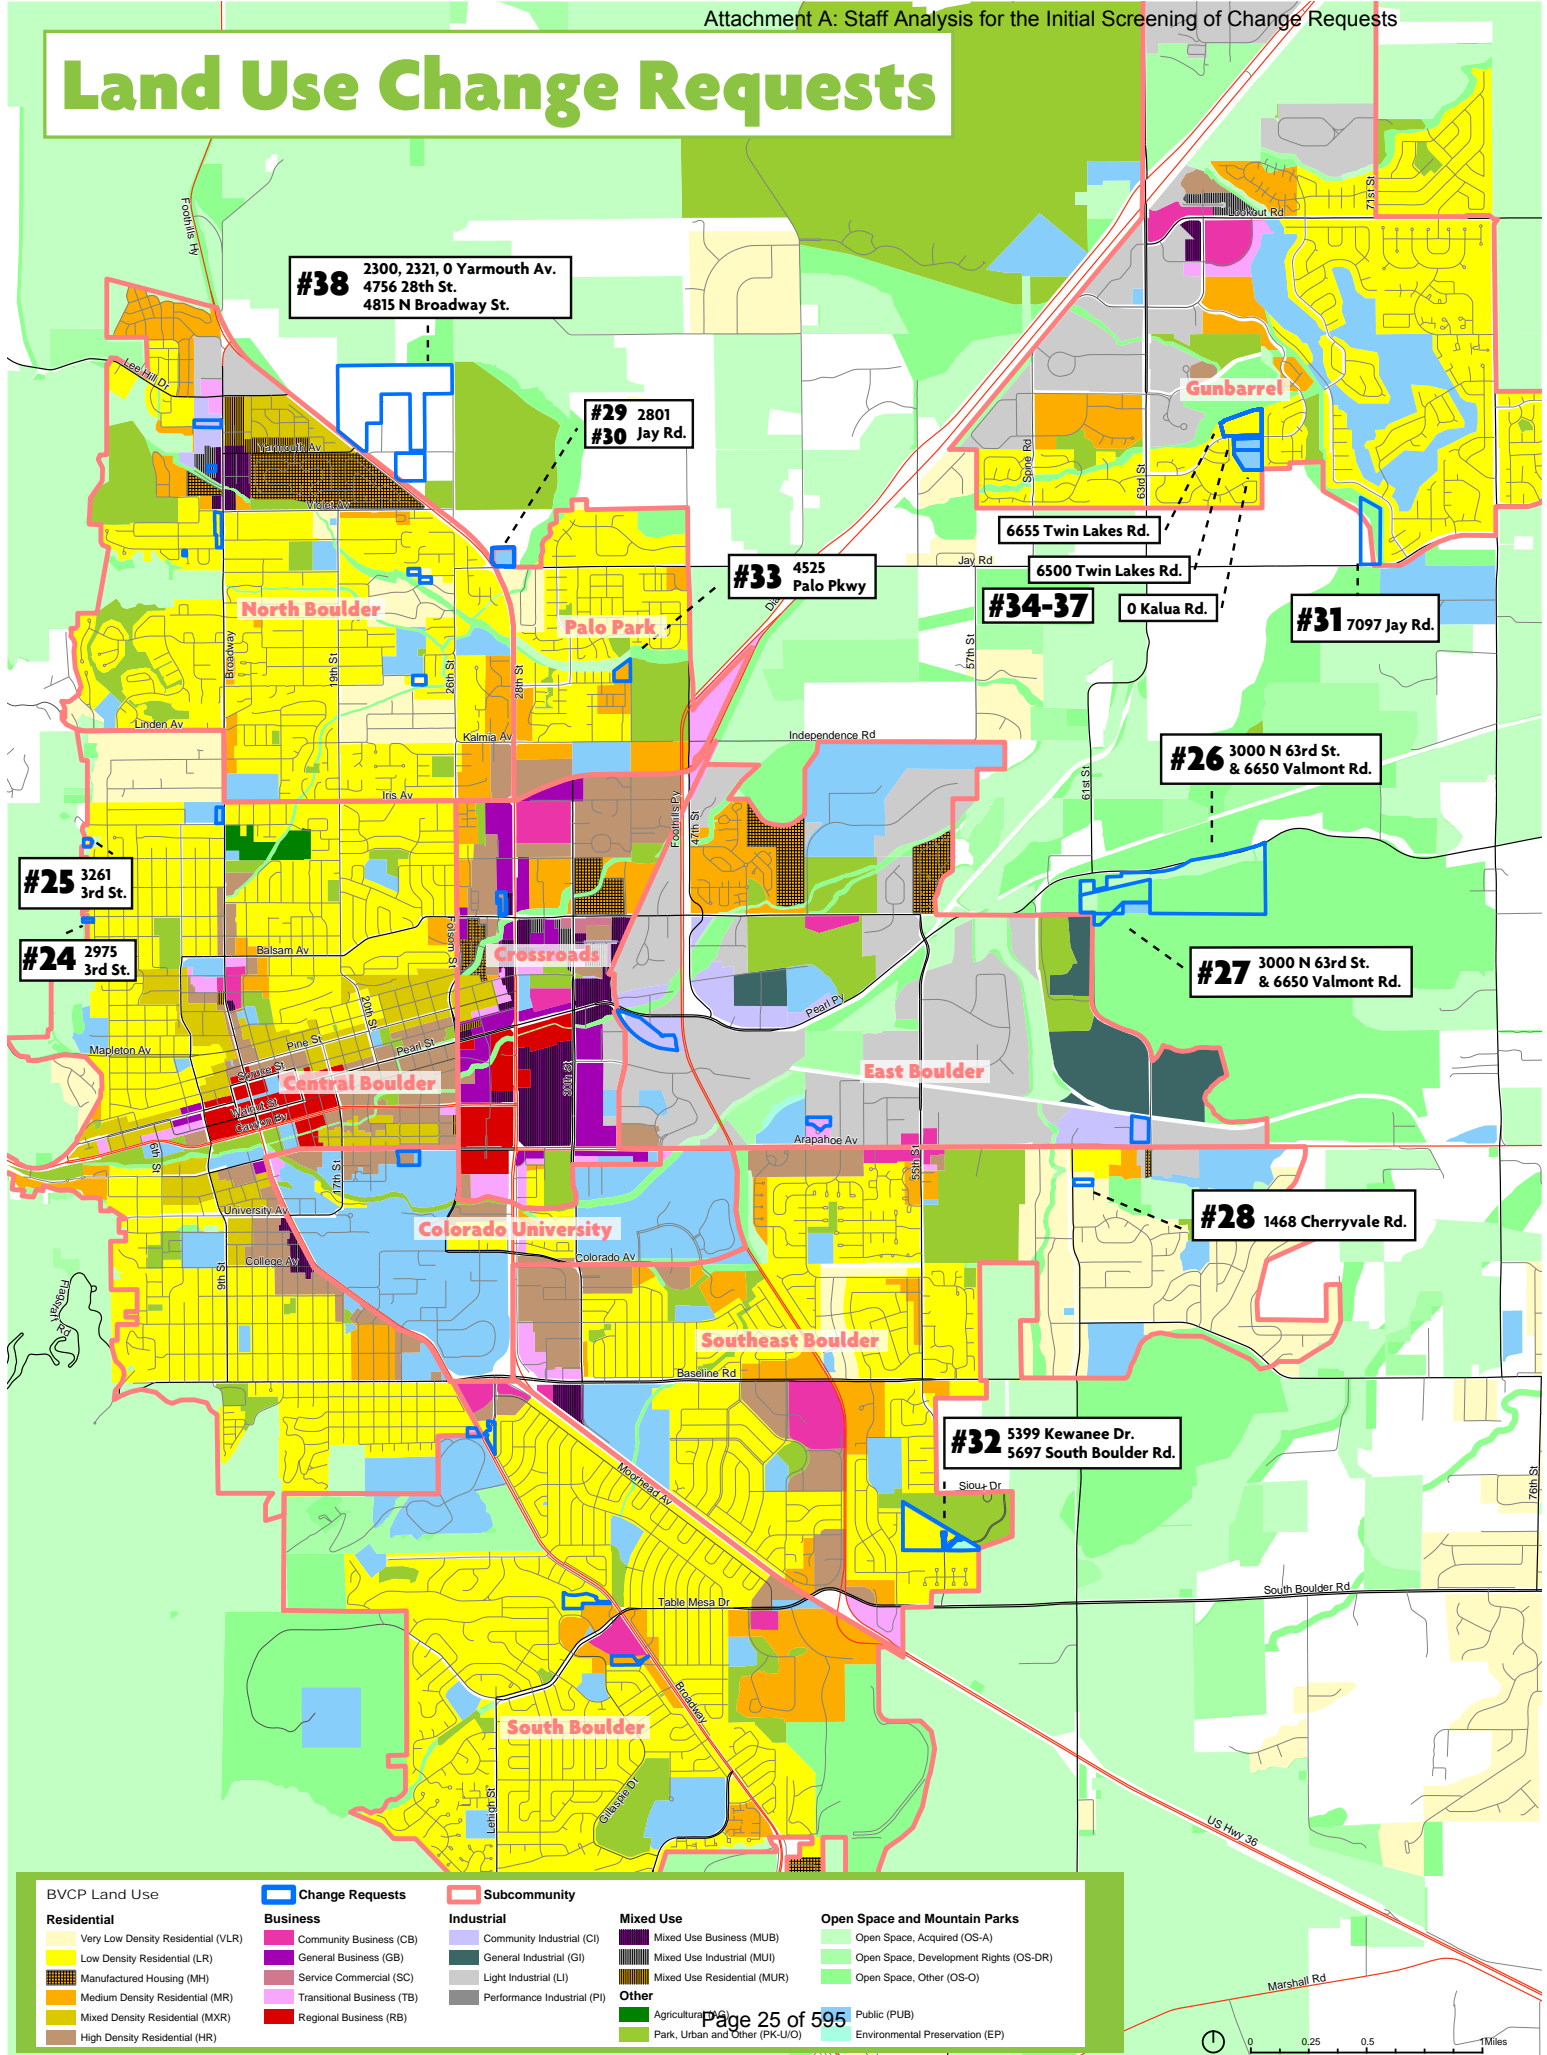 Attachment A: Staff Analysis for the Initial Screening of Change Requests
Land Use Change Requests
Foothills Hy
71st St
Lookout Rd
#38 2300, 2321, 0 Yarmouth Av.
4756 28th St.
4815 N Broadway St.
Lee Hill Dr
Gunbarrel
#29 2801
#30 Jay Rd.
Yarmouth Av
Spine Rd
63rd St
Violet Av
6655 Twin Lakes Rd.
Jay Rd
6500 Twin Lakes Rd.
#33 4525
Palo Pkwy
#34-37
0 Kalua Rd.
#31 7097 Jay Rd.
North Boulder
Palo Park
Broadway
19th St
26th St
28th St
57th St
Linden Av
Kalmia Av
Independence Rd
#26 3000 N 63rd St.
& 6650 Valmont Rd.
61st St
Iris Av
Foothills Py
47th St
#25 3261
3rd St.
#24 2975
3rd St.
Balsam Av
Folsom St
Crossroads
#27 3000 N 63rd St.
& 6650 Valmont Rd.
20th St
Pearl Py
Mapleton Av
Pine St
Pearl St
Spruce St
Central Boulder
East Boulder
30th St
Walnut St
Canyon Bv
Arapahoe Av
6th St
17th St
55th St
University Av
Colorado University
#28 1468 Cherryvale Rd.
College Av
Colorado Av
9th St
Flagstaff Rd
Southeast Boulder
Baseline Rd
#32 5399 Kewanee Dr.
5697 South Boulder Rd.
Moorhead Av
Sioux Dr
76th St
South Boulder Rd
Table Mesa Dr
Broadway
South Boulder
Lehigh St
Gillaspie Dr
US Hwy 36
Marshall Rd
BVCP Land Use
Change Requests
Subcommunity
Residential
Very Low Density Residential (VLR)
Low Density Residential (LR)
Manufactured Housing (MH)
Medium Density Residential (MR)
Mixed Density Residential (MXR)
High Density Residential (HR)
Business
Community Business (CB)
General Business (GB)
Service Commercial (SC)
Transitional Business (TB)
Regional Business (RB)
Industrial
Community Industrial (CI)
General Industrial (GI)
Light Industrial (LI)
Performance Industrial (PI)
Mixed Use
Mixed Use Business (MUB)
Mixed Use Industrial (MUI)
Mixed Use Residential (MUR)
Other
Agricultural (AG)
Park, Urban and Other (PK-U/O)
Open Space and Mountain Parks
Open Space, Acquired (OS-A)
Open Space, Development Rights (OS-DR)
Open Space, Other (OS-O)
Public (PUB)
Environmental Preservation (EP)
Page 25 of 595
0 0.25 0.5 1Miles